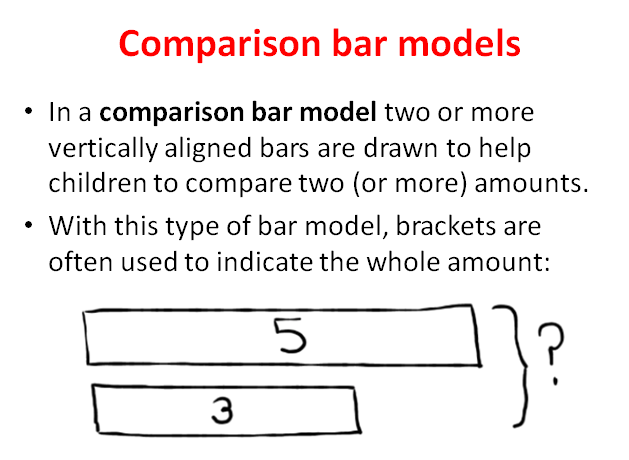 Comparison bar models
• In a comparison bar model two or more
vertically aligned bars are drawn to help
children to compare two (or more) amounts.
• With this type of bar model, brackets are
often used to indicate the whole amount:
5
?
3